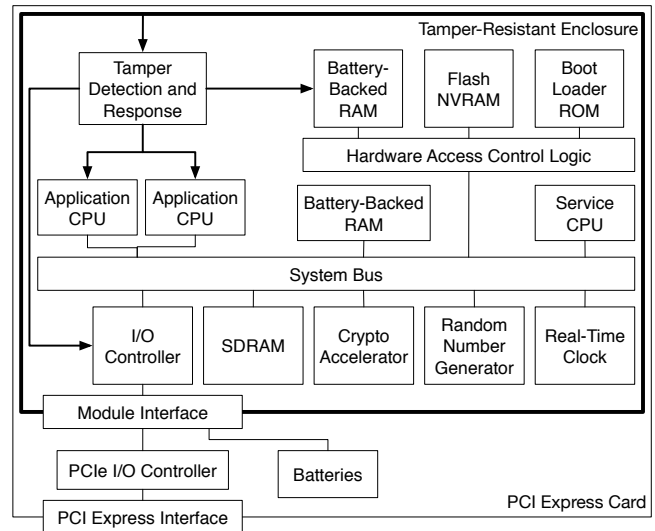 Tamper-Resistant Enclosure
Tamper
Detection and
Response
Battery-
Backed
RAM
Flash
NVRAM
Boot
Loader
ROM
Hardware Access Control Logic
Application
CPU
Application
CPU
Battery-Backed
RAM
Service
CPU
System Bus
I/O
Controller
SDRAM
Crypto
Accelerator
Random
Number
Generator
Real-Time
Clock
Module Interface
PCIe I/O Controller
Batteries
PCI Express Interface
PCI Express Card